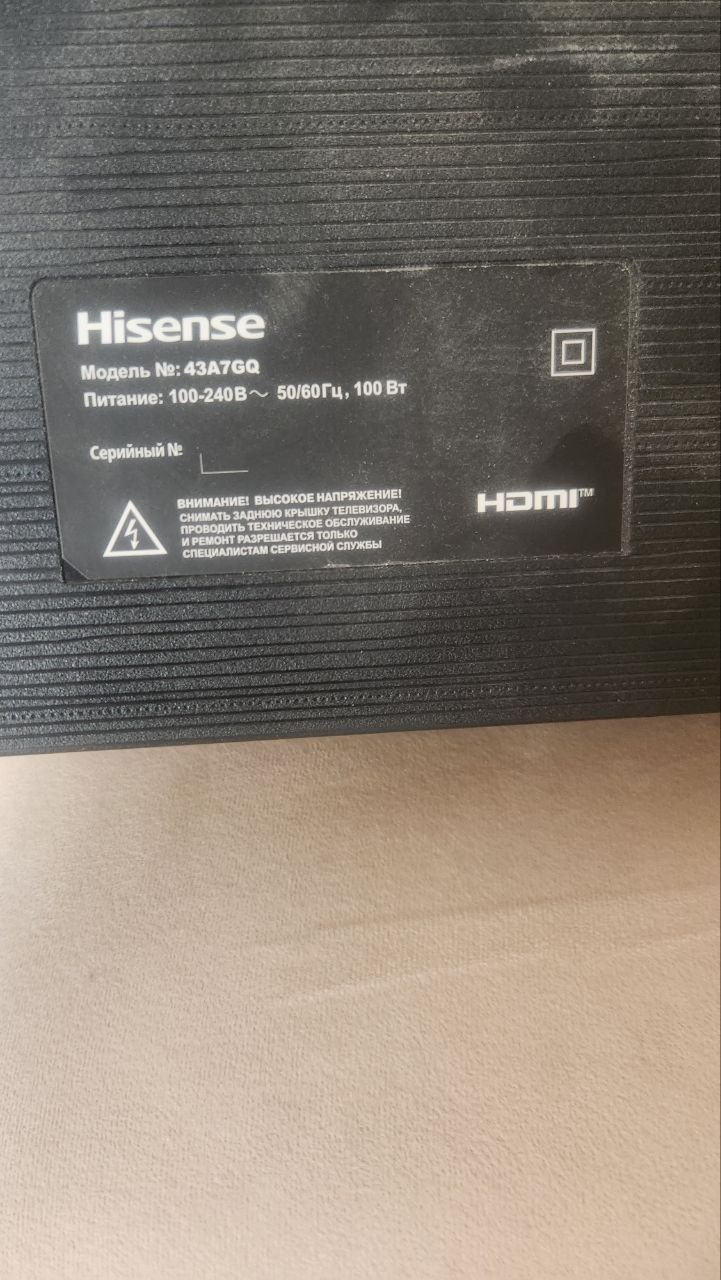 Hisense
Модель №: 43A7GQ
Питание: 100-240В～ 50/60Гц, 100 Вт
Серийный №
ВНИМАНИЕ! ВЫСОКОЕ НАПРЯЖЕНИЕ!
СНИМАТЬ ЗАДНЮЮ КРЫШКУ ТЕЛЕВИЗОРА,
ПРОВОДИТЬ ТЕХНИЧЕСКОЕ ОБСЛУЖИВАНИЕ
И РЕМОНТ РАЗРЕШАЕТСЯ ТОЛЬКО
СПЕЦИАЛИСТАМ СЕРВИСНОЙ СЛУЖБЫ
HDMI™